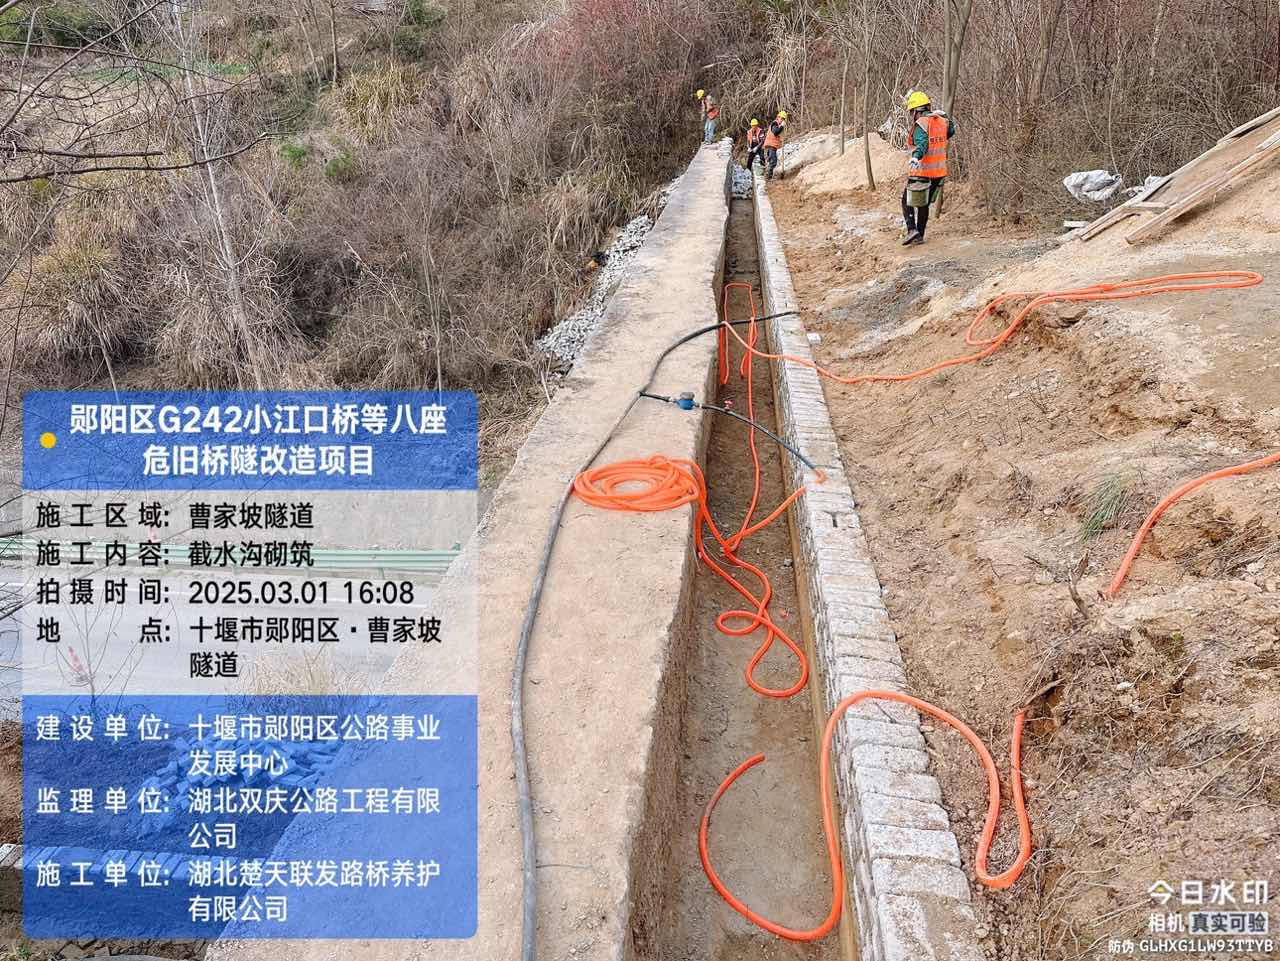 郧阳区G242小江口桥等八座
危旧桥隧改造项目
施工区域: 曹家坡隧道
施工内容: 截水沟砌筑
拍摄时间: 2025.03.01 16:08
地点: 十堰市郧阳区·曹家坡
隧道
建设单位: 十堰市郧阳区公路事业
发展中心
监理单位: 湖北双庆公路工程有限
公司
施工单位: 湖北楚天联发路桥养护
有限公司
今日水印
相机 真实可验
防伪 GLHXG1LW93TTYB